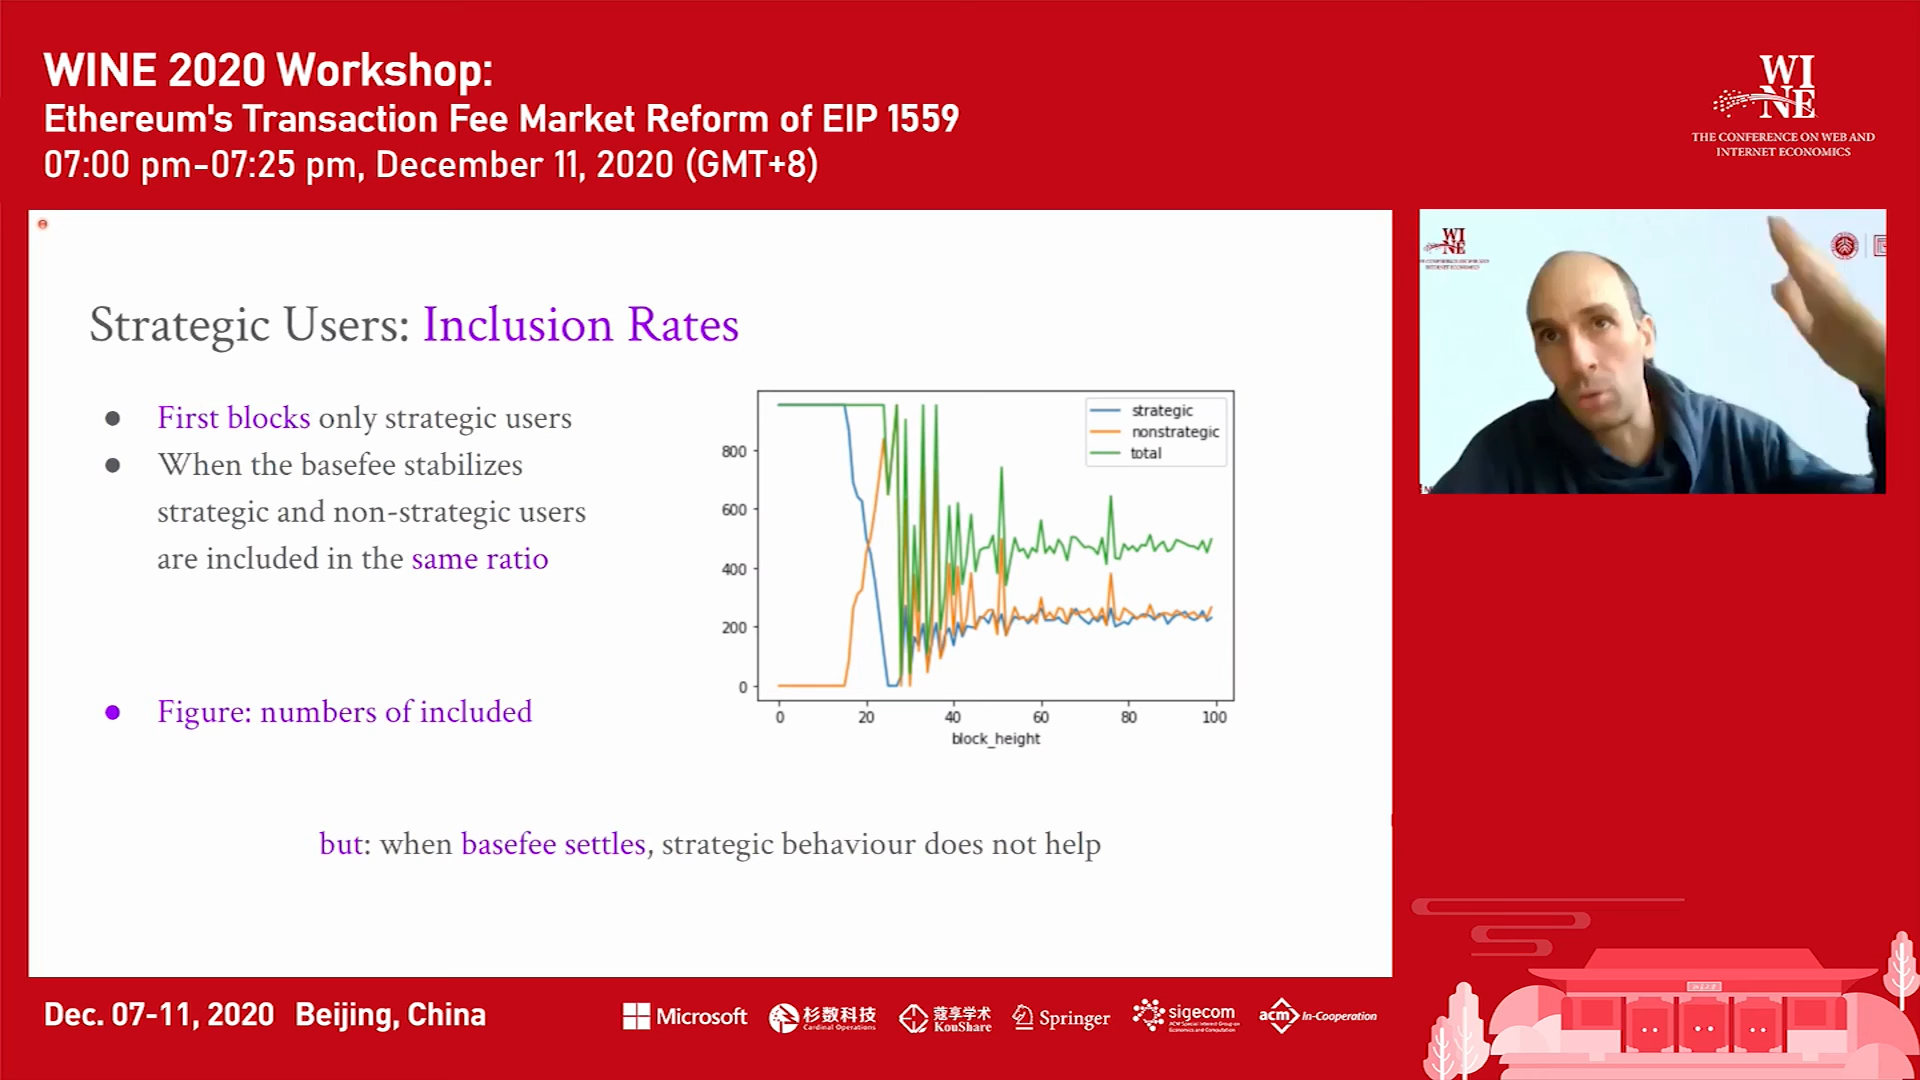 WINE 2020 Workshop:
Ethereum's Transaction Fee Market Reform of EIP 1559
07:00 pm-07:25 pm, December 11, 2020 (GMT+8)
WI
NE
THE CONFERENCE ON WEB AND
INTERNET ECONOMICS
Strategic Users: Inclusion Rates
● First blocks only strategic users
● When the basefee stabilizes
strategic and non-strategic users
are included in the same ratio
● Figure: numbers of included
strategic
nonstrategic
total
800
600
400
200
0
0 20 40 60 80 100
block_height
but: when basefee settles, strategic behaviour does not help
WI
NE
Dec. 07-11, 2020 Beijing, China
Microsoft
杉数科技
Cardinal Operations
蔻享学术
KouShare
Springer
sigecom
ACM Special Interest Group on
Economics and Computation
acm In-Cooperation